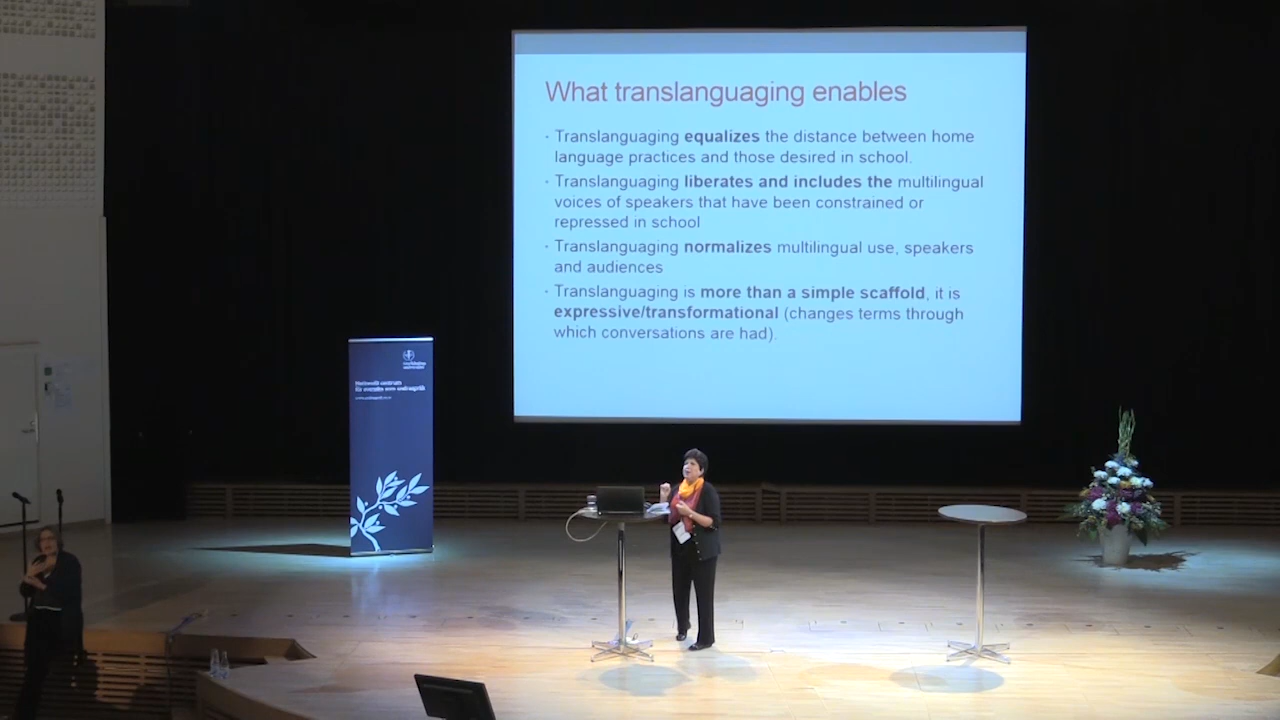 What translanguaging enables
· Translanguaging equalizes the distance between home
language practices and those desired in school.
· Translanguaging liberates and includes the multilingual
voices of speakers that have been constrained or
repressed in school
· Translanguaging normalizes multilingual use, speakers
and audiences
· Translanguaging is more than a simple scaffold, it is
expressive/transformational (changes terms through
which conversations are had).